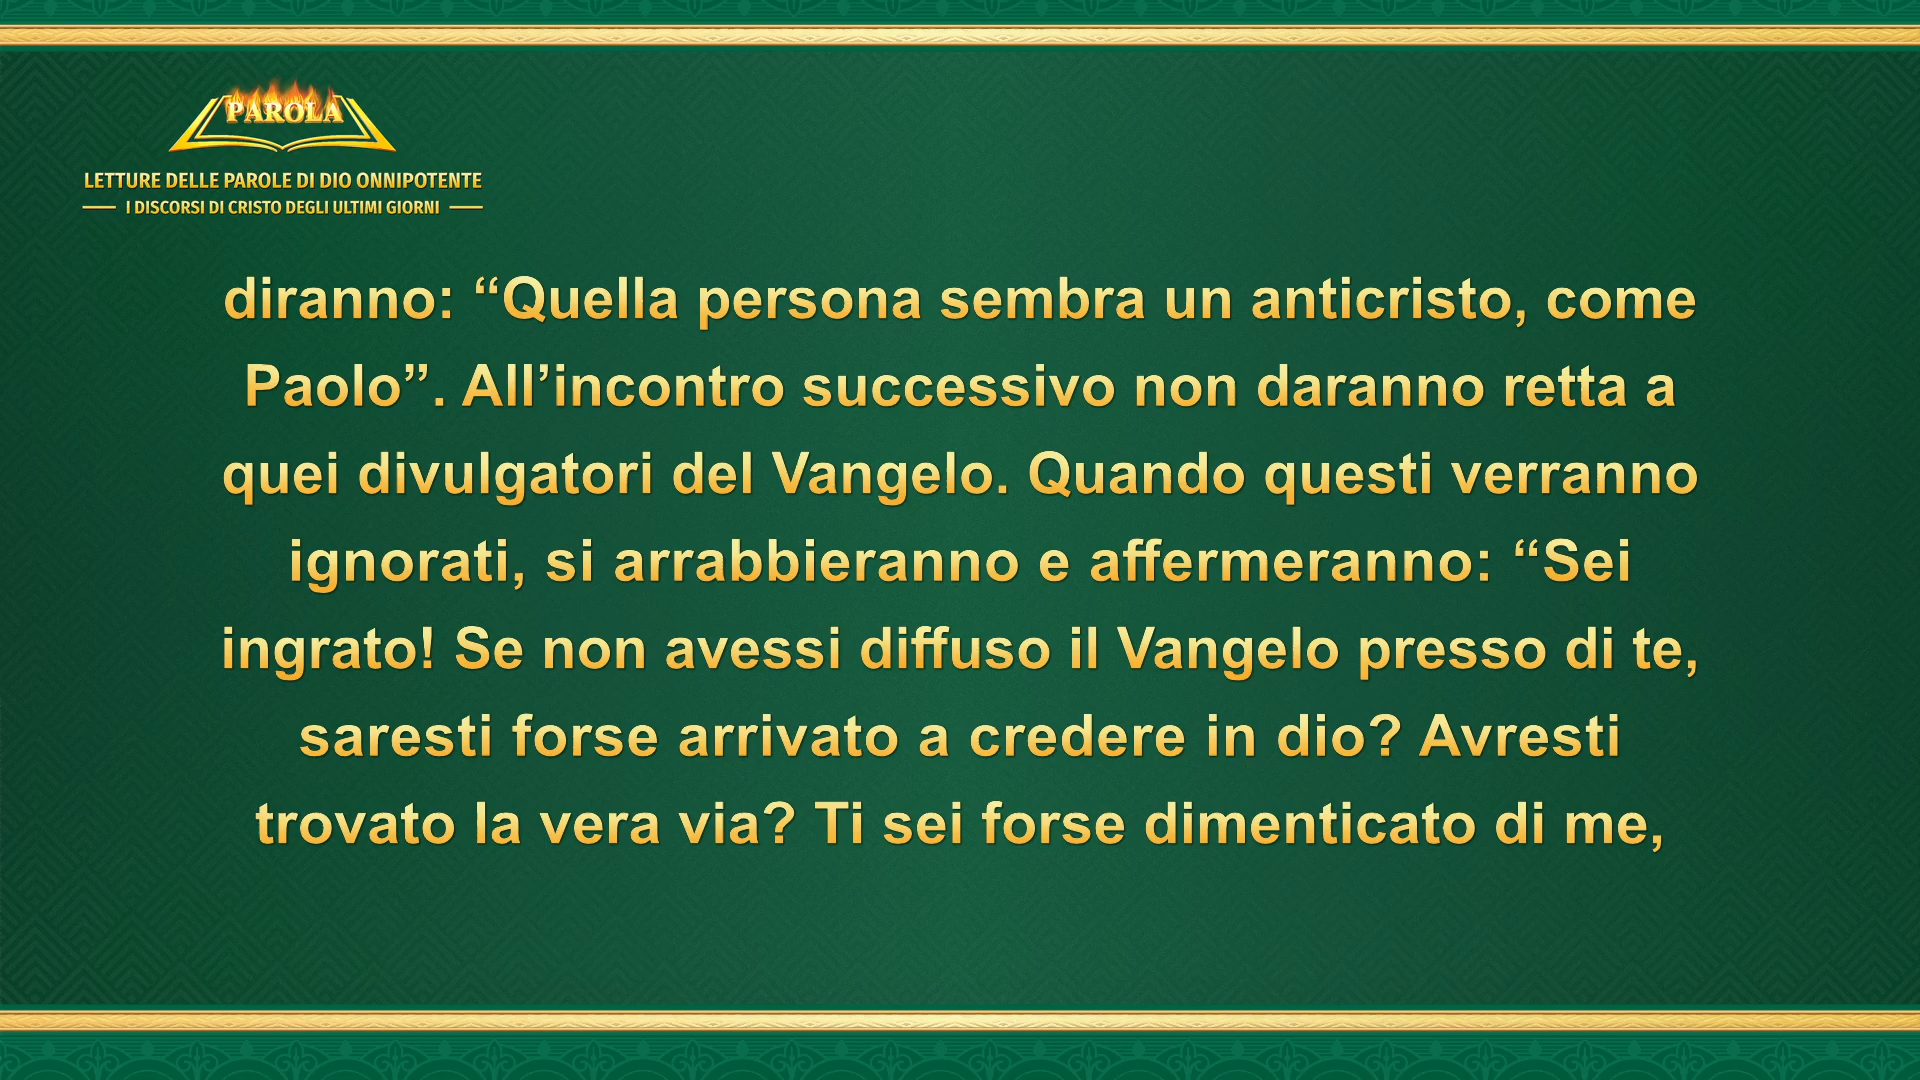 PAROLA
LETTURE DELLE PAROLE DI DIO ONNIPOTENTE
I DISCORSI DI CRISTO DEGLI ULTIMI GIORNI
diranno: “Quella persona sembra un anticristo, come
Paolo”. All’incontro successivo non daranno retta a
quei divulgatori del Vangelo. Quando questi verranno
ignorati, si arrabbieranno e affermeranno: “Sei
ingrato! Se non avessi diffuso il Vangelo presso di te,
saresti forse arrivato a credere in dio? Avresti
trovato la vera via? Ti sei forse dimenticato di me,